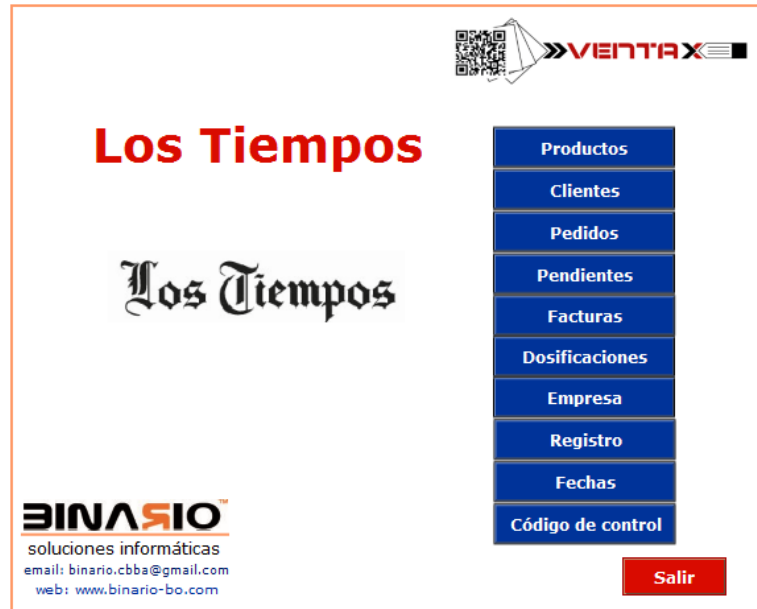 VENTAX
Los Tiempos
Los Tiempos
Productos
Clientes
Pedidos
Pendientes
Facturas
Dosificaciones
Empresa
Registro
Fechas
Código de control
Salir
BINARIO™
soluciones informáticas
email: binario.cbba@gmail.com
web: www.binario-bo.com